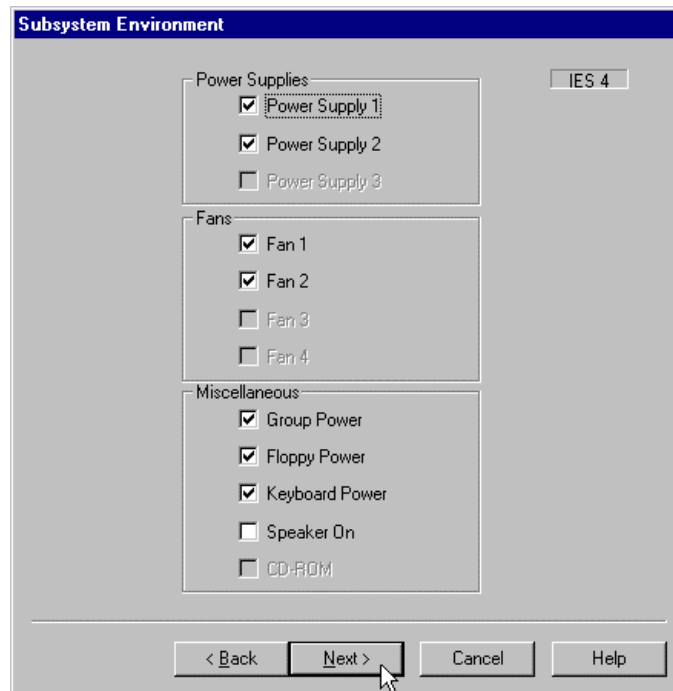 Subsystem Environment
Power Supplies
IES 4
Power Supply 1
Power Supply 2
Power Supply 3
Fans
Fan 1
Fan 2
Fan 3
Fan 4
Miscellaneous
Group Power
Floppy Power
Keyboard Power
Speaker On
CD-ROM
< Back Next > Cancel Help